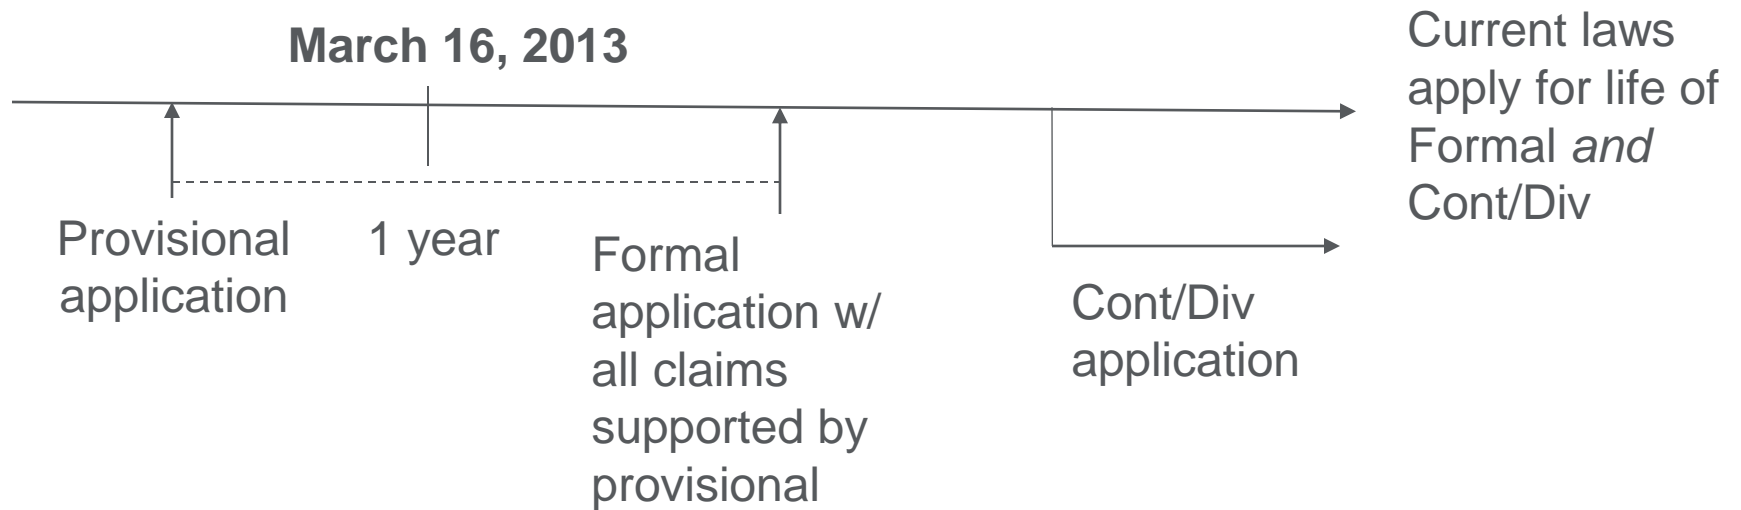 March 16, 2013
Current laws
apply for life of
Formal and
Cont/Div
Provisional
application
1 year
Formal
application w/
all claims
supported by
provisional
Cont/Div
application